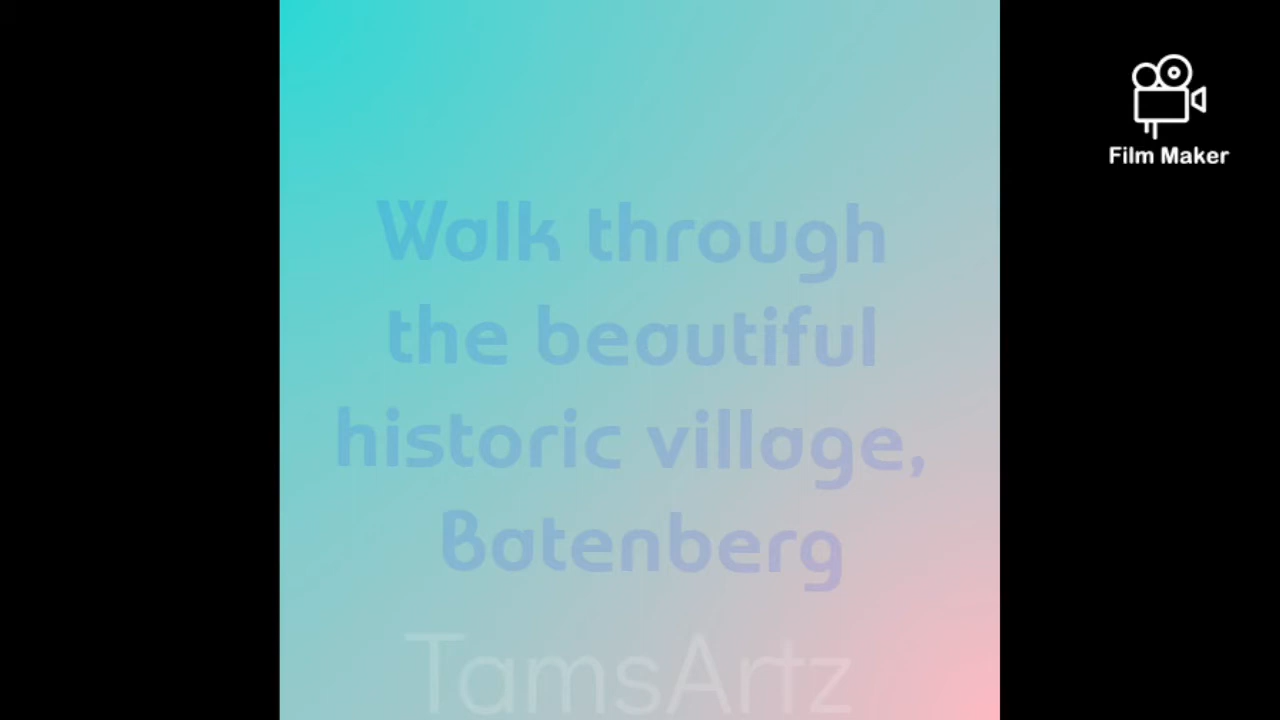 Walk through
the beautiful
historic village,
Batenberg
TamsArtz
Film Maker